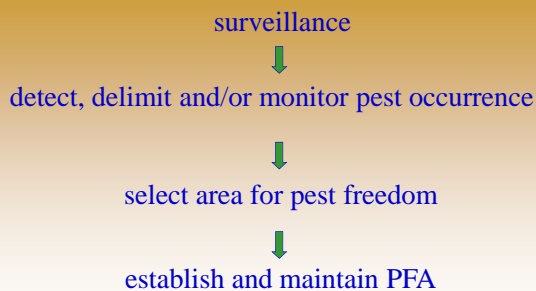 surveillance
detect, delimit and/or monitor pest occurrence
select area for pest freedom
establish and maintain PFA